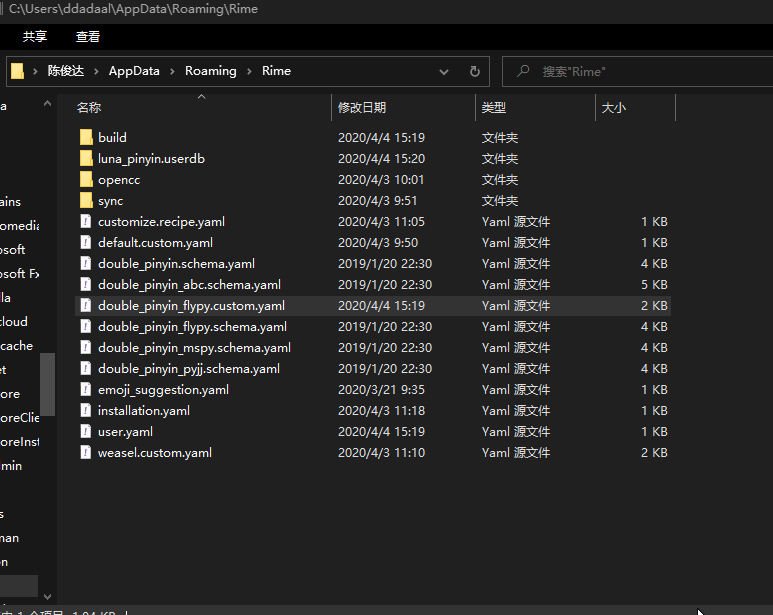 C:\Users\ddadaal\AppData\Roaming\Rime
共享 查看
陈俊达 AppData Roaming Rime 搜索"Rime"
名称 修改日期 类型 大小
build 2020/4/4 15:19 文件夹
luna_pinyin.userdb 2020/4/4 15:20 文件夹
opencc 2020/4/3 10:01 文件夹
sync 2020/4/3 9:51 文件夹
customize.recipe.yaml 2020/4/3 11:05 Yaml 源文件 1 KB
default.custom.yaml 2020/4/3 9:50 Yaml 源文件 1 KB
double_pinyin.schema.yaml 2019/1/20 22:30 Yaml 源文件 4 KB
double_pinyin_abc.schema.yaml 2019/1/20 22:30 Yaml 源文件 5 KB
double_pinyin_flypy.custom.yaml 2020/4/4 15:19 Yaml 源文件 2 KB
double_pinyin_flypy.schema.yaml 2019/1/20 22:30 Yaml 源文件 4 KB
double_pinyin_mspy.schema.yaml 2019/1/20 22:30 Yaml 源文件 4 KB
double_pinyin_pyjj.schema.yaml 2019/1/20 22:30 Yaml 源文件 4 KB
emoji_suggestion.yaml 2020/3/21 9:35 Yaml 源文件 1 KB
installation.yaml 2020/4/3 11:18 Yaml 源文件 1 KB
user.yaml 2020/4/4 15:19 Yaml 源文件 1 KB
weasel.custom.yaml 2020/4/3 11:10 Yaml 源文件 2 KB
a
ains
omedia
osoft
osoft Fx
lla
cloud
cache
et
ore
oreClie
oreInst
dmin
s
man
n